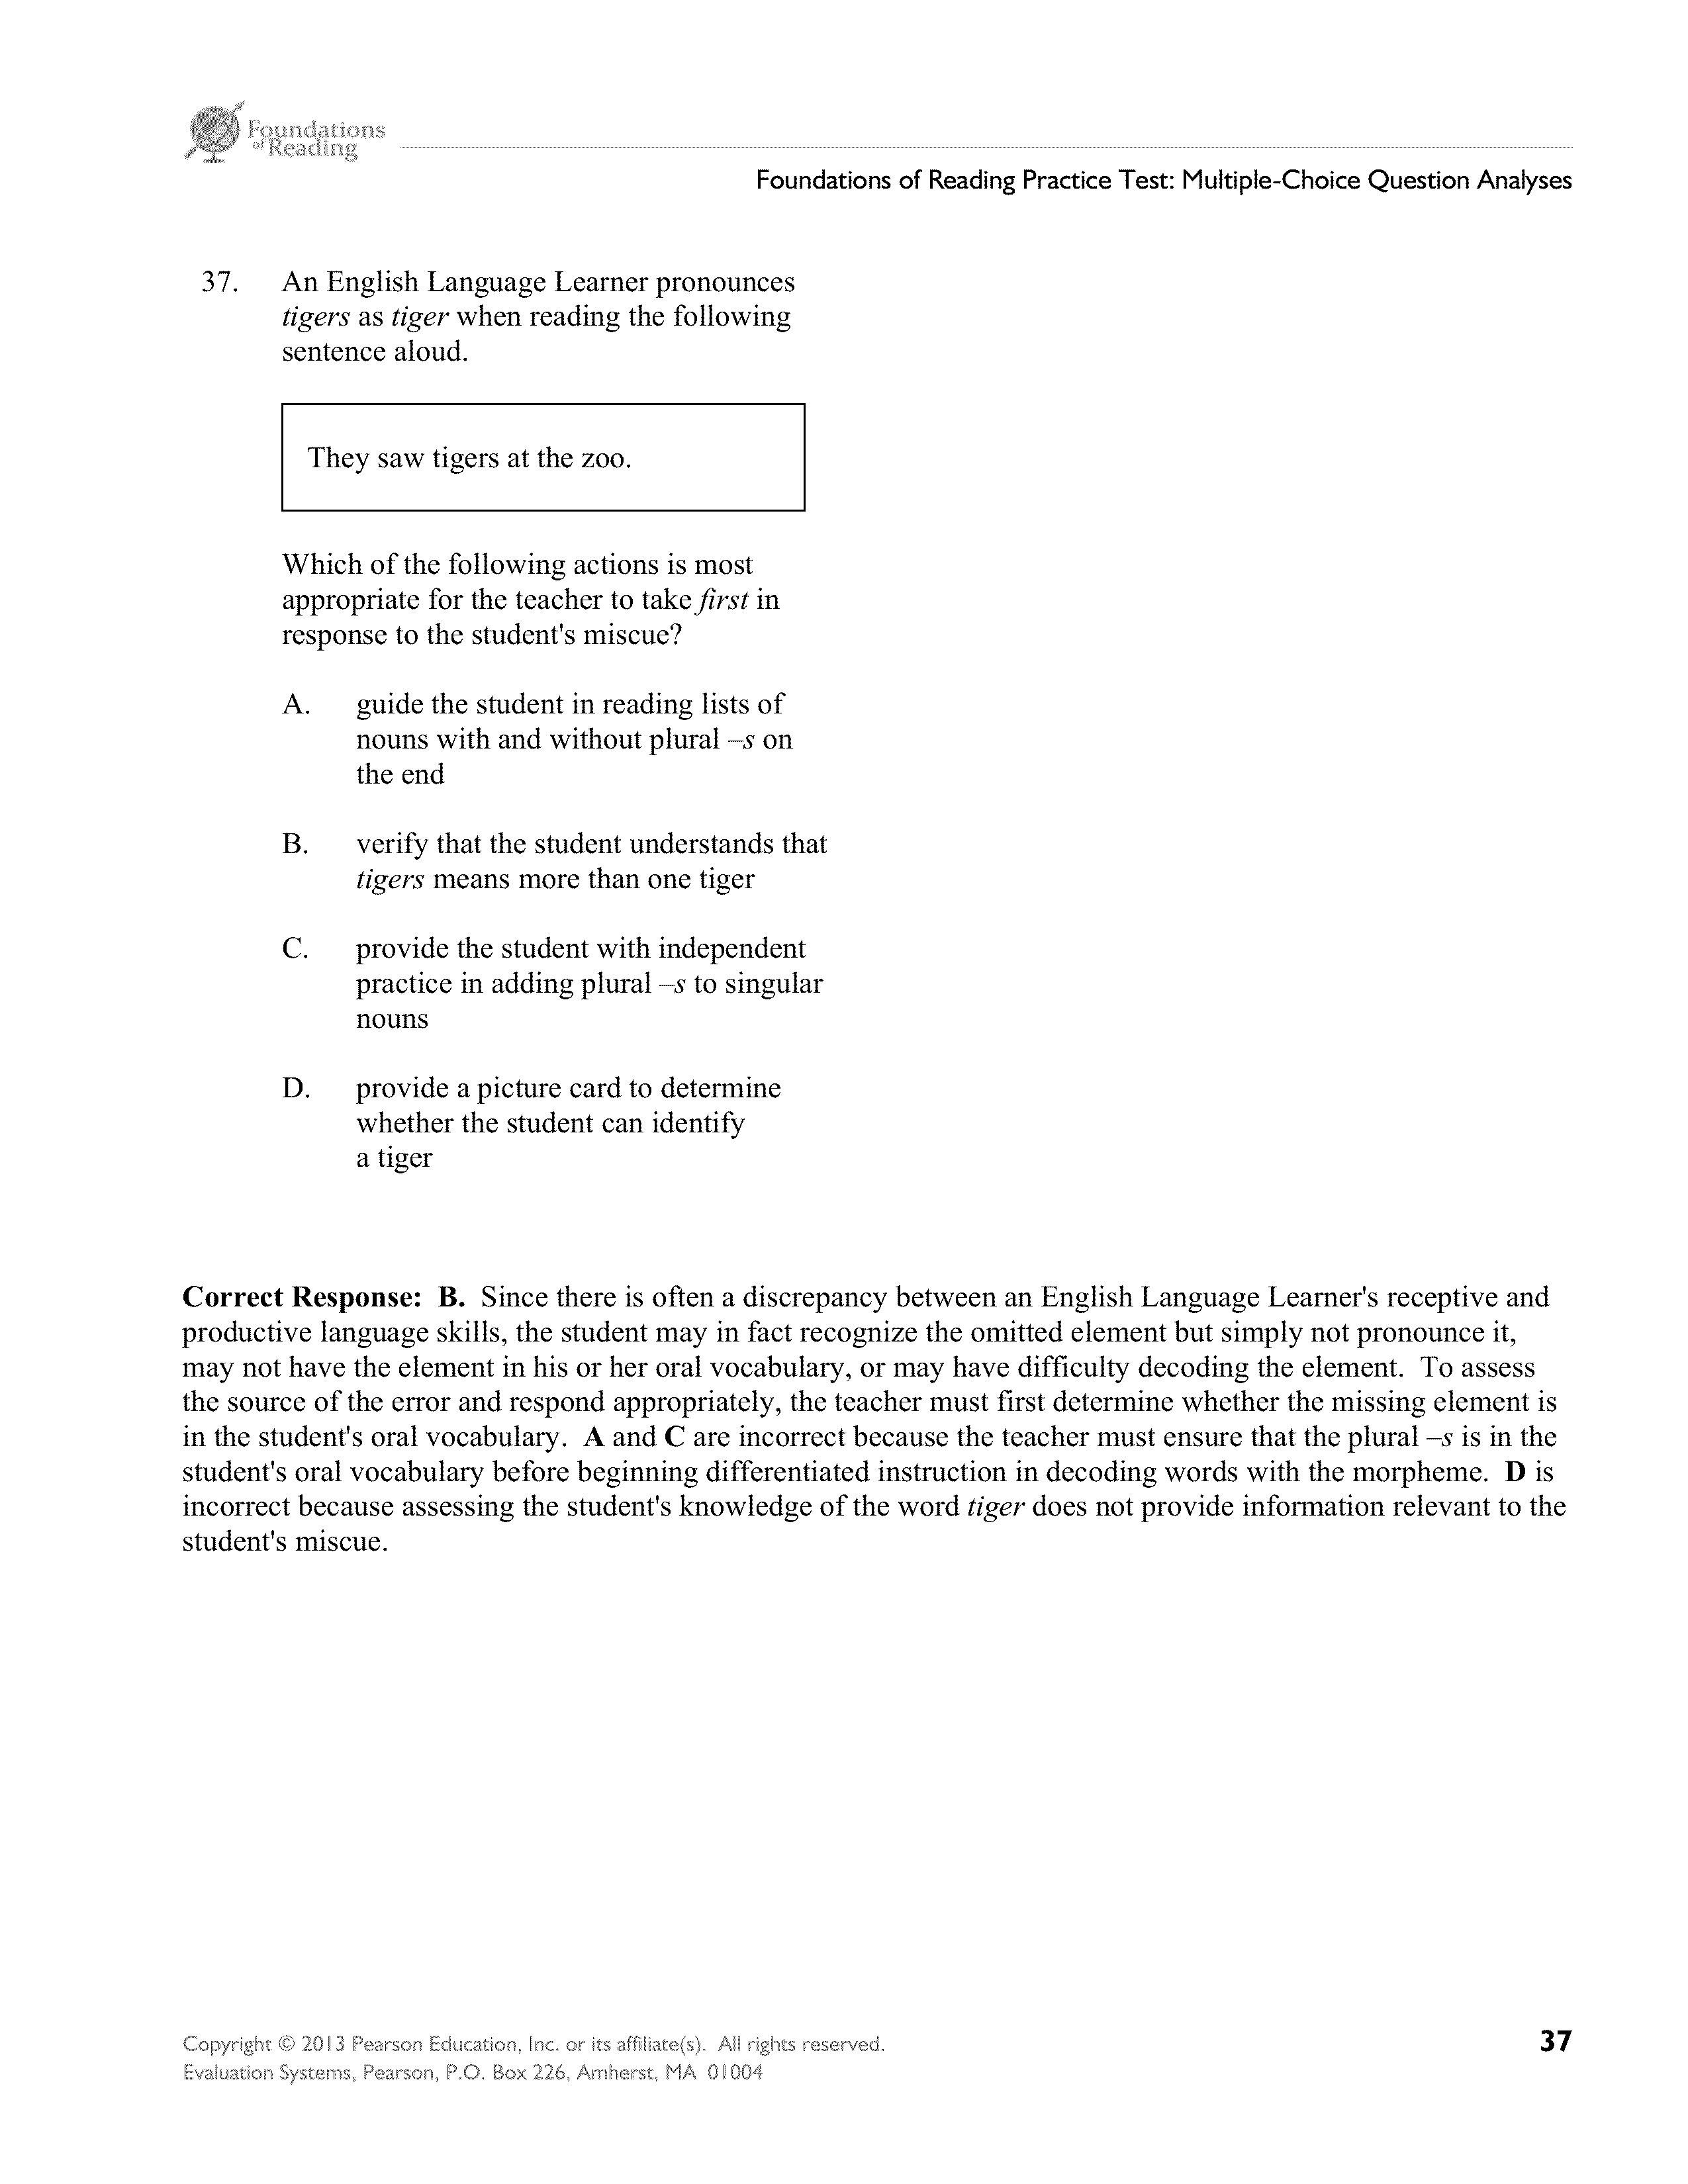 Foundations
of Reading
Foundations of Reading Practice Test: Multiple-Choice Question Analyses
37. An English Language Learner pronounces
tigers as tiger when reading the following
sentence aloud.
They saw tigers at the zoo.
Which of the following actions is most
appropriate for the teacher to take first in
response to the student's miscue?
A. guide the student in reading lists of
nouns with and without plural –s on
the end
B. verify that the student understands that
tigers means more than one tiger
C. provide the student with independent
practice in adding plural –s to singular
nouns
D. provide a picture card to determine
whether the student can identify
a tiger
Correct Response: B. Since there is often a discrepancy between an English Language Learner's receptive and
productive language skills, the student may in fact recognize the omitted element but simply not pronounce it,
may not have the element in his or her oral vocabulary, or may have difficulty decoding the element. To assess
the source of the error and respond appropriately, the teacher must first determine whether the missing element is
in the student's oral vocabulary. A and C are incorrect because the teacher must ensure that the plural –s is in the
student's oral vocabulary before beginning differentiated instruction in decoding words with the morpheme. D is
incorrect because assessing the student's knowledge of the word tiger does not provide information relevant to the
student's miscue.
Copyright © 2013 Pearson Education, Inc. or its affiliate(s). All rights reserved.
Evaluation Systems, Pearson, P.O. Box 226, Amherst, MA 01004
37